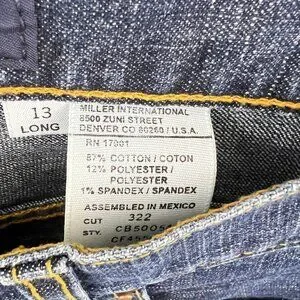 13
LONG
MILLER INTERNATIONAL
8500 ZUNI STREET
DENVER CO 80260 / U.S.A.
RN 17001
87% COTTON / COTON
12% POLYESTER /
POLYESTER
1% SPANDEX / SPANDEX
ASSEMBLED IN MEXICO
CUT 322
STY. CB5005